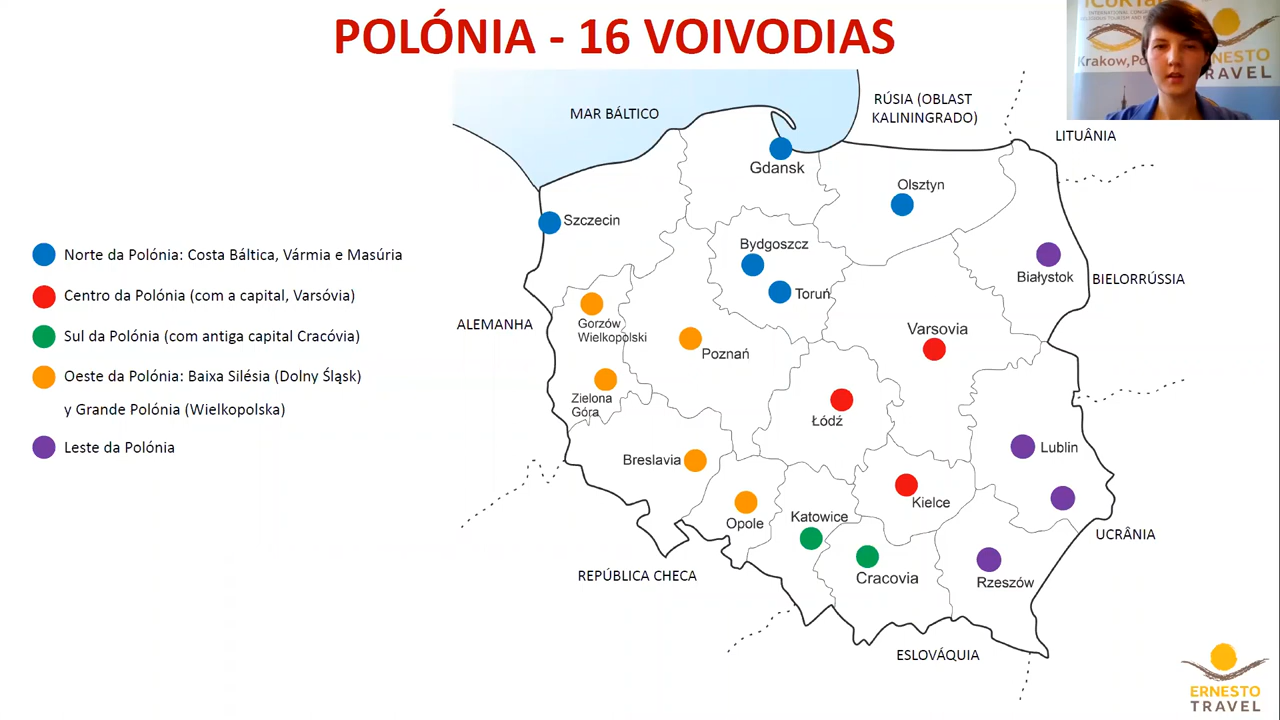 POLÓNIA - 16 VOIVODIAS
Krakow, Po
NESTO
TRAVEL
MAR BÁLTICO
RÚSIA (OBLAST
KALININGRADO)
LITUÂNIA
Gdansk
Olsztyn
Szczecin
Bydgoszcz
Toruń
Białystok
BIELORRÚSSIA
Norte da Polónia: Costa Báltica, Vármia e Masúria
Centro da Polónia (com a capital, Varsóvia)
Sul da Polónia (com antiga capital Cracóvia)
Oeste da Polónia: Baixa Silésia (Dolny Śląsk)
y Grande Polónia (Wielkopolska)
Leste da Polónia
ALEMANHA
Gorzów
Wielkopolski
Poznań
Varsovia
Zielona
Góra
Łódź
Breslavia
Lublin
Opole
Katowice
Kielce
UCRÂNIA
REPÚBLICA CHECA
Cracovia
Rzeszów
ESLOVÁQUIA
ERNESTO
TRAVEL